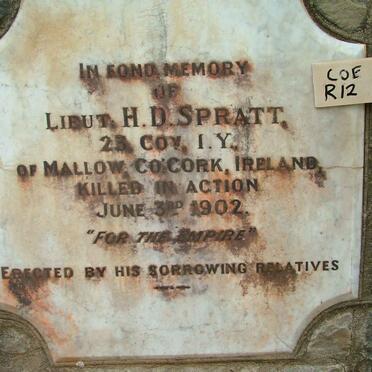 IN FOND MEMORY
OF
LIEUT. H.D. SPRATT,
23. COY. I.Y.
OF MALLOW, CO. CORK, IRELAND,
KILLED IN ACTION
JUNE 3RD 1902.
"FOR THE EMPIRE"
ERECTED BY HIS SORROWING RELATIVES
COE
R12